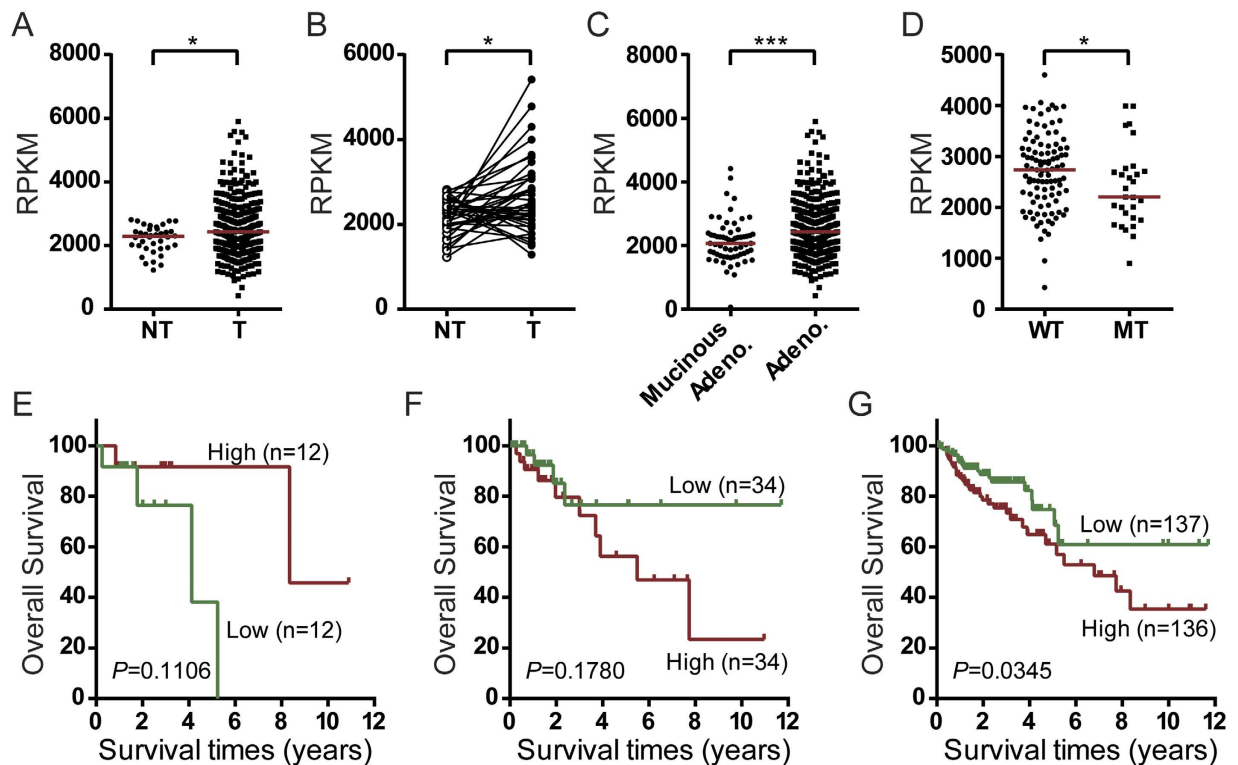 A
RPKM
8000
6000
4000
2000
0
*
NT
T
B
RPKM
6000
4000
2000
0
*
NT
T
C
RPKM
8000
6000
4000
2000
0
***
Mucinous
Adeno.
Adeno.
D
RPKM
5000
4000
3000
2000
1000
0
*
WT
MT
E
Overall Survival
100
80
60
40
20
0
High (n=12)
Low (n=12)
P=0.1106
0 2 4 6 8 10 12
Survival times (years)
F
Overall Survival
100
80
60
40
20
0
Low (n=34)
High (n=34)
P=0.1780
0 2 4 6 8 10 12
Survival times (years)
G
Overall Survival
100
80
60
40
20
0
Low (n=137)
High (n=136)
P=0.0345
0 2 4 6 8 10 12
Survival times (years)